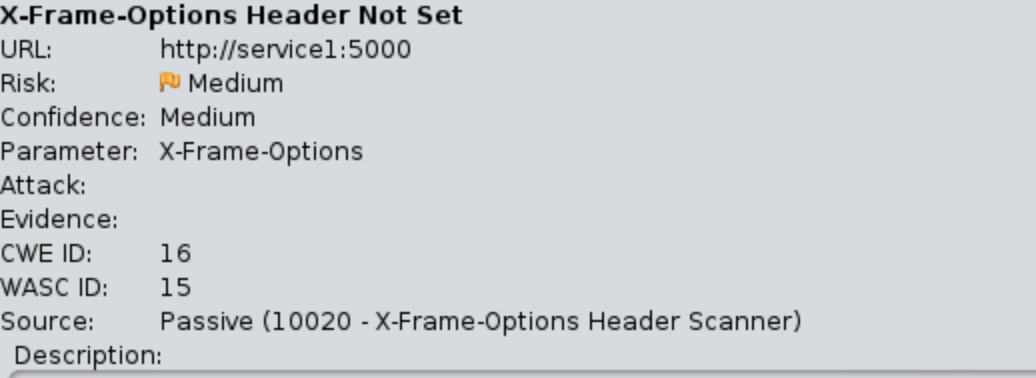 X-Frame-Options Header Not Set
URL: http://service1:5000
Risk: Medium
Confidence: Medium
Parameter: X-Frame-Options
Attack:
Evidence:
CWE ID: 16
WASC ID: 15
Source: Passive (10020 - X-Frame-Options Header Scanner)
Description: